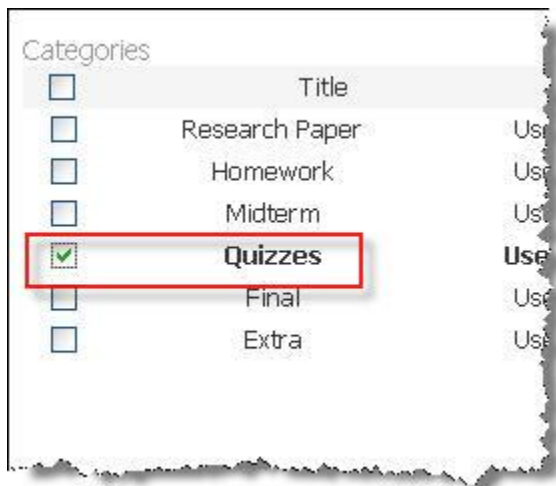 Categories
Title
Research Paper
Homework
Midterm
Quizzes
Final
Extra